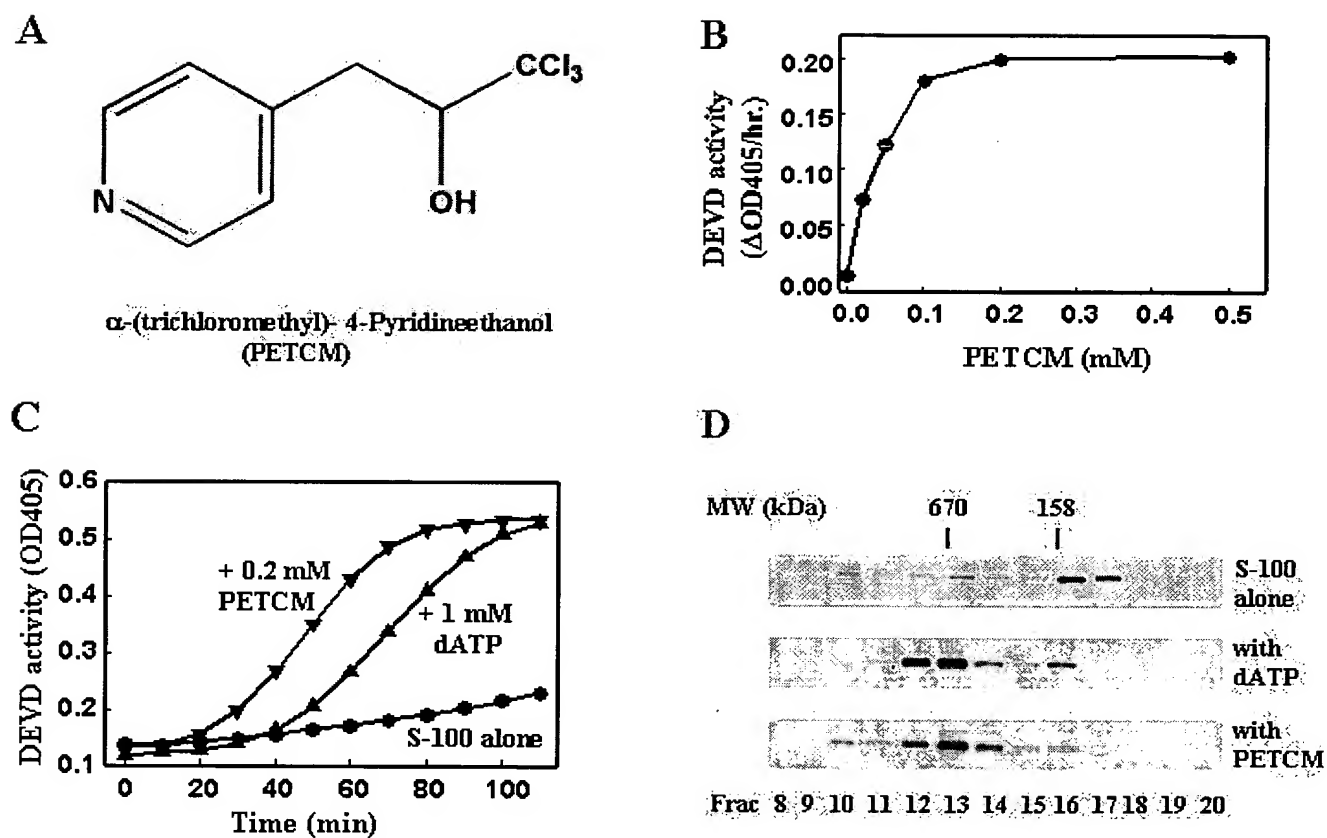 A
CCl3
N
OH
α-(trichloromethyl)- 4-Pyridineethanol
(PETCM)
B
DEVD activity
(ΔOD405/hr.)
0.20
0.15
0.10
0.05
0.00
0.0 0.1 0.2 0.3 0.4 0.5
PETCM (mM)
C
DEVD activity (OD405)
0.6
0.5
0.4
0.3
0.2
0.1
+ 0.2 mM
PETCM
+ 1 mM
dATP
S-100 alone
0 20 40 60 80 100
Time (min)
D
MW (kDa) 670 158
S-100
alone
with
dATP
with
PETCM
Frac 8 9 10 11 12 13 14 15 16 17 18 19 20